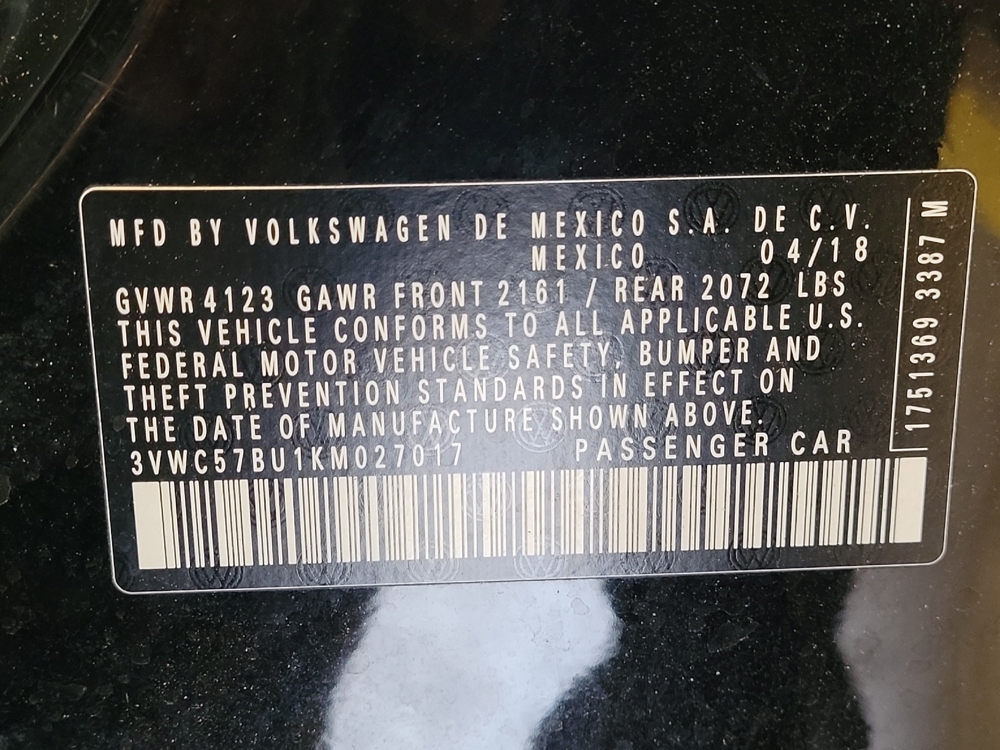 MFD BY VOLKSWAGEN DE MEXICO S.A. DE C.V.
MEXICO 04/18
GVWR 4123 GAWR FRONT 2161 / REAR 2072 LBS
THIS VEHICLE CONFORMS TO ALL APPLICABLE U.S.
FEDERAL MOTOR VEHICLE SAFETY, BUMPER AND
THEFT PREVENTION STANDARDS IN EFFECT ON
THE DATE OF MANUFACTURE SHOWN ABOVE.
3VWC57BU1KM027017 PASSENGER CAR
1751369 3387 M